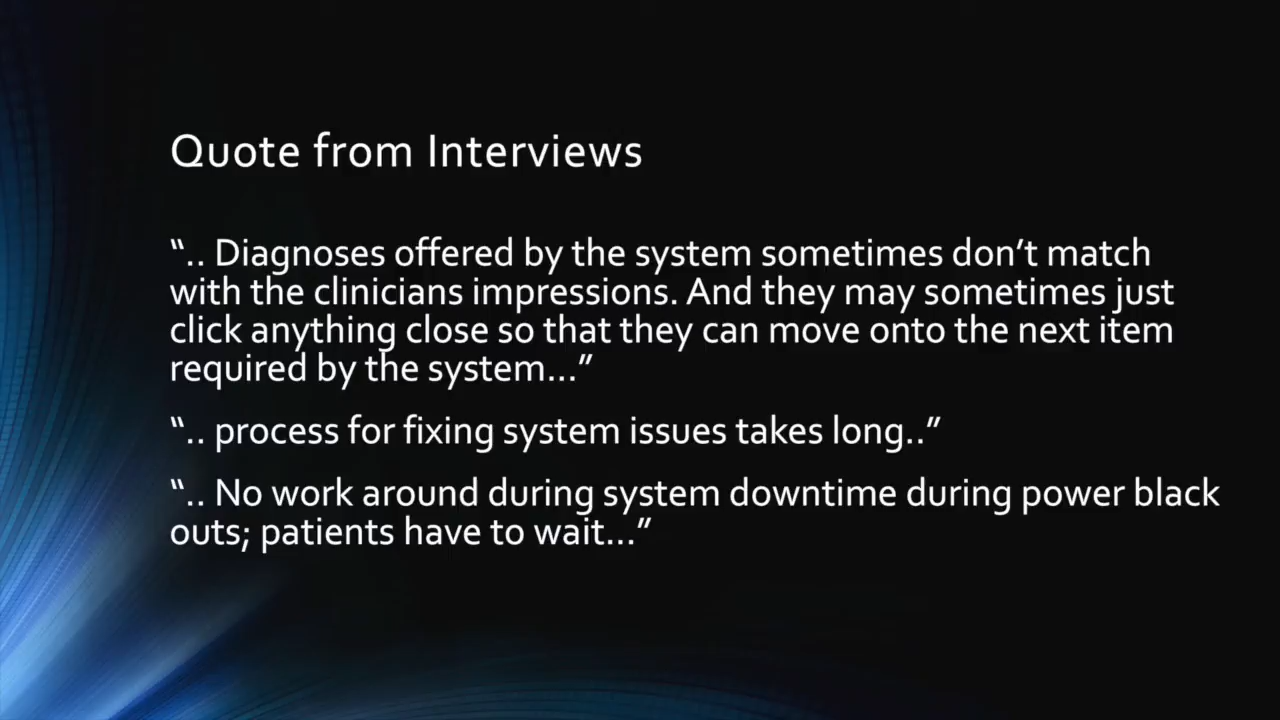 Quote from Interviews
“.. Diagnoses offered by the system sometimes don’t match
with the clinicians impressions. And they may sometimes just
click anything close so that they can move onto the next item
required by the system…”
“.. process for fixing system issues takes long..”
“.. No work around during system downtime during power black
outs; patients have to wait…”